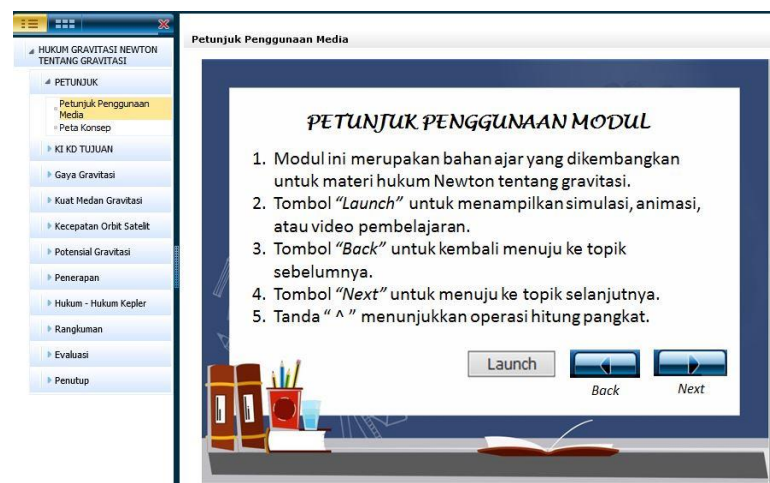 HUKUM GRAVITASI NEWTON
TENTANG GRAVITASI
PETUNJUK
Petunjuk Penggunaan
Media
Peta Konsep
KI KD TUJUAN
Gaya Gravitasi
Kuat Medan Gravitasi
Kecepatan Orbit Satelit
Potensial Gravitasi
Penerapan
Hukum - Hukum Kepler
Rangkuman
Evaluasi
Penutup
Petunjuk Penggunaan Media
PETUNJUK PENGGUNAAN MODUL
1. Modul ini merupakan bahan ajar yang dikembangkan
untuk materi hukum Newton tentang gravitasi.
2. Tombol “Launch” untuk menampilkan simulasi, animasi,
atau video pembelajaran.
3. Tombol “Back” untuk kembali menuju ke topik
sebelumnya.
4. Tombol “Next” untuk menuju ke topik selanjutnya.
5. Tanda “ ^ ” menunjukkan operasi hitung pangkat.
Launch
Back
Next